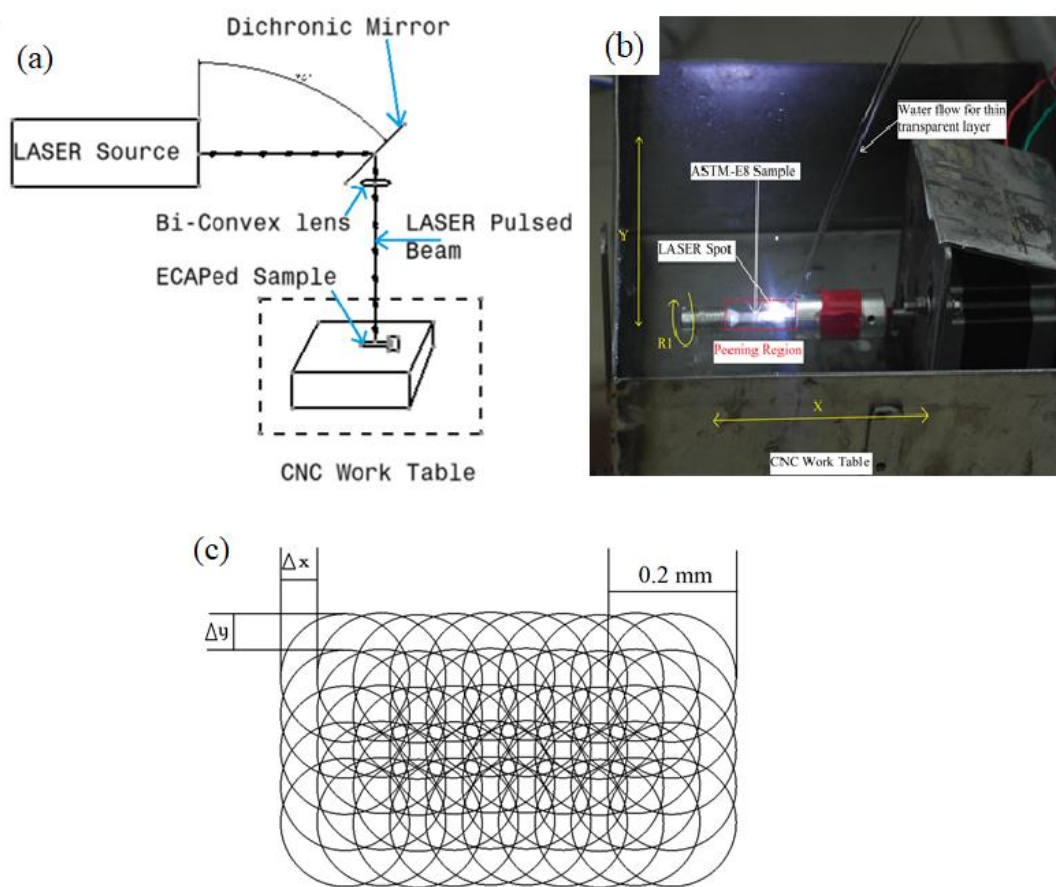 (a)
Dichronic Mirror
LASER Source
Bi-Convex lens
LASER Pulsed
Beam
ECAPed Sample
CNC Work Table
(b)
Water flow for thin
transparent layer
ASTM-E8 Sample
Y
LASER Spot
R1
Peening Region
X
CNC Work Table
(c)
Δx
0.2 mm
Δy